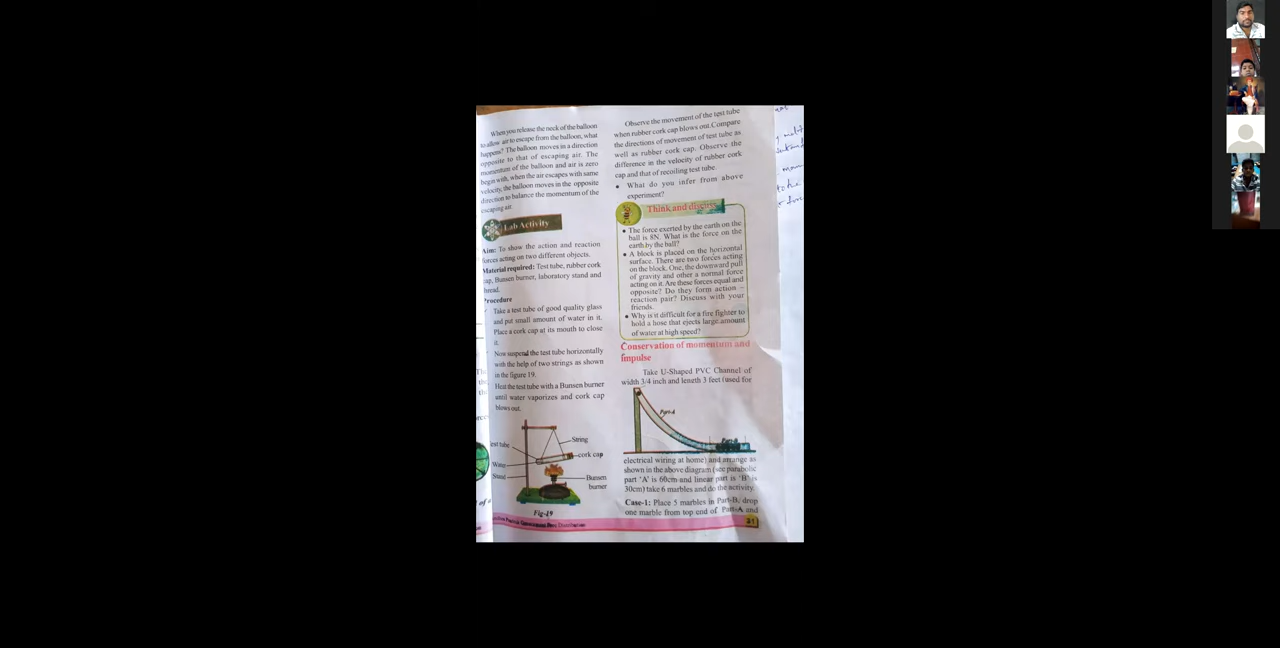 When you release the neck of the balloon
to allow air to escape from the balloon, what
happens? The balloon moves in a direction
opposite to that of escaping air. The
momentum of the balloon and air is zero
begin with, when the air escapes with same
velocity, the balloon moves in the opposite
direction to balance the momentum of the
escaping air.
Lab Activity
Aim: To show the action and reaction
forces acting on two different objects.
Material required: Test tube, rubber cork
cap, Bunsen burner, laboratory stand and
hread.
Procedure
Take a test tube of good quality glass
and put small amount of water in it.
Place a cork cap at its mouth to close
it.
Now suspend the test tube horizontally
with the help of two strings as shown
in the figure 19.
Heat the test tube with a Bunsen burner
until water vaporizes and cork cap
blows out.
String
est tube
cork cap
Water
Stand
Bunsen
burner
Fig-19
Observe the movement of the test tube
when rubber cork cap blows out. Compare
the directions of movement of test tube as
well as rubber cork cap. Observe the
difference in the velocity of rubber cork
cap and that of recoiling test tube.
• What do you infer from above
experiment?
Think and discuss
• The force exerted by the earth on the
ball is 8N. What is the force on the
earth by the ball?
• A block is placed on the horizontal
surface. There are two forces acting
on the block. One, the downward pull
of gravity and other a normal force
acting on it. Are these forces equal and
opposite? Do they form action -
reaction pair? Discuss with your
friends.
• Why is it difficult for a fire fighter to
hold a hose that ejects large amount
of water at high speed?
Conservation of momentum and
impulse
Take U-Shaped PVC Channel of
width 3/4 inch and length 3 feet (used for
Part-A
electrical wiring at home) and arrange as
shown in the above diagram (see parabolic
part 'A' is 60cm and linear part is 'B' is
30cm) take 6 marbles and do the activity.
Case-1: Place 5 marbles in Part-B, drop
one marble from top end of Part-A and